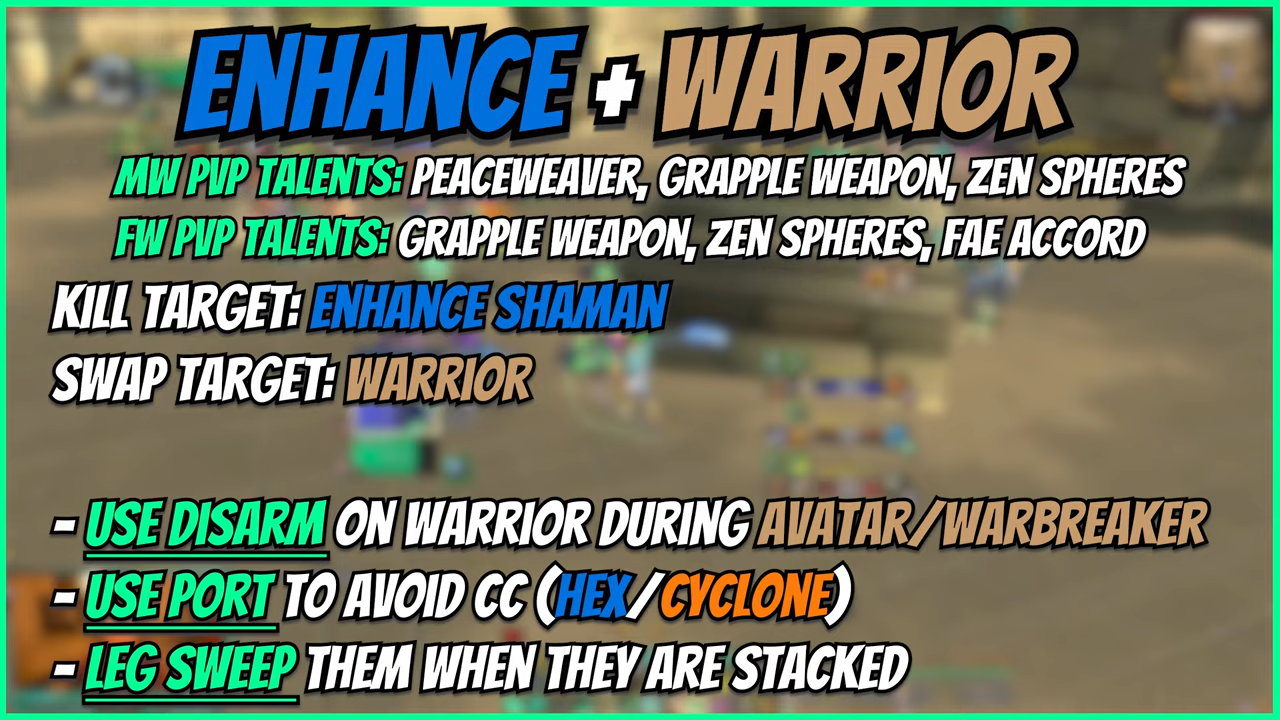 ENHANCE + WARRIOR
MW PVP TALENTS: PEACEWEAVER, GRAPPLE WEAPON, ZEN SPHERES
FW PVP TALENTS: GRAPPLE WEAPON, ZEN SPHERES, FAE ACCORD
KILL TARGET: ENHANCE SHAMAN
SWAP TARGET: WARRIOR
- USE DISARM ON WARRIOR DURING AVATAR/WARBREAKER
- USE PORT TO AVOID CC (HEX/CYCLONE)
- LEG SWEEP THEM WHEN THEY ARE STACKED